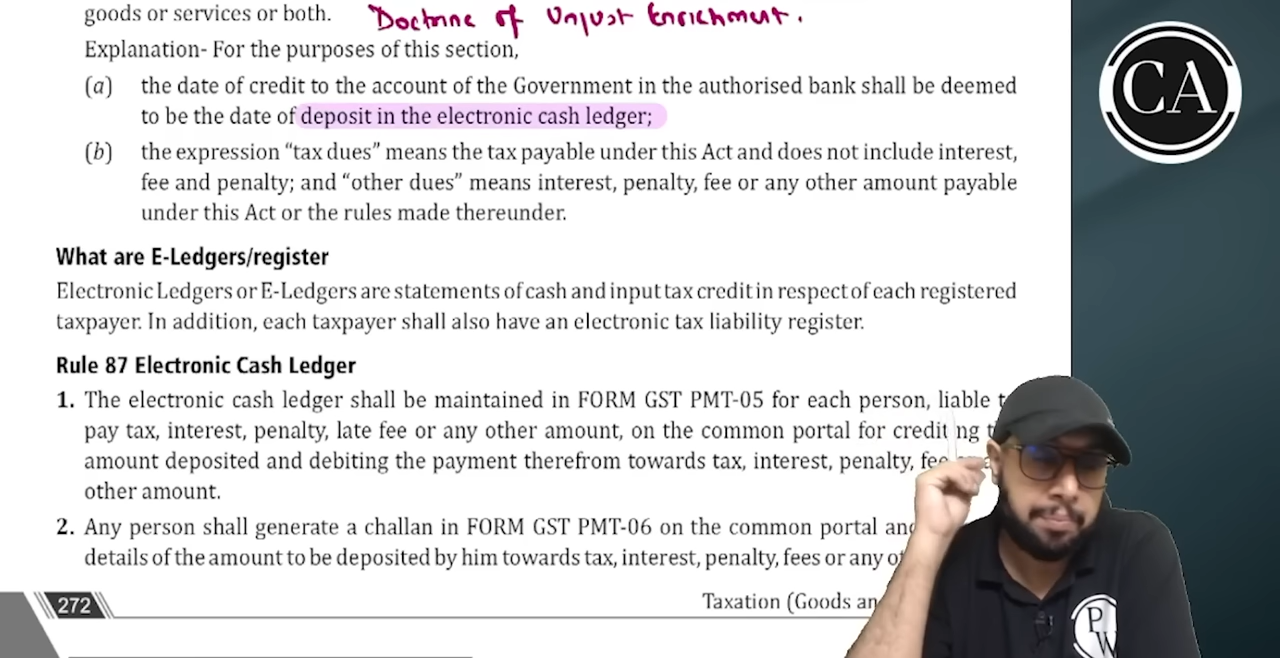 goods or services or both. Doctrine of Unjust Enrichment.
Explanation- For the purposes of this section,
(a) the date of credit to the account of the Government in the authorised bank shall be deemed
to be the date of deposit in the electronic cash ledger;
(b) the expression “tax dues” means the tax payable under this Act and does not include interest,
fee and penalty; and “other dues” means interest, penalty, fee or any other amount payable
under this Act or the rules made thereunder.
What are E-Ledgers/register
Electronic Ledgers or E-Ledgers are statements of cash and input tax credit in respect of each registered
taxpayer. In addition, each taxpayer shall also have an electronic tax liability register.
Rule 87 Electronic Cash Ledger
1. The electronic cash ledger shall be maintained in FORM GST PMT-05 for each person, liable
pay tax, interest, penalty, late fee or any other amount, on the common portal for crediting
amount deposited and debiting the payment therefrom towards tax, interest, penalty,
other amount.
2. Any person shall generate a challan in FORM GST PMT-06 on the common portal
details of the amount to be deposited by him towards tax, interest, penalty, fees or any
272
Taxation (Goods
CA
PW